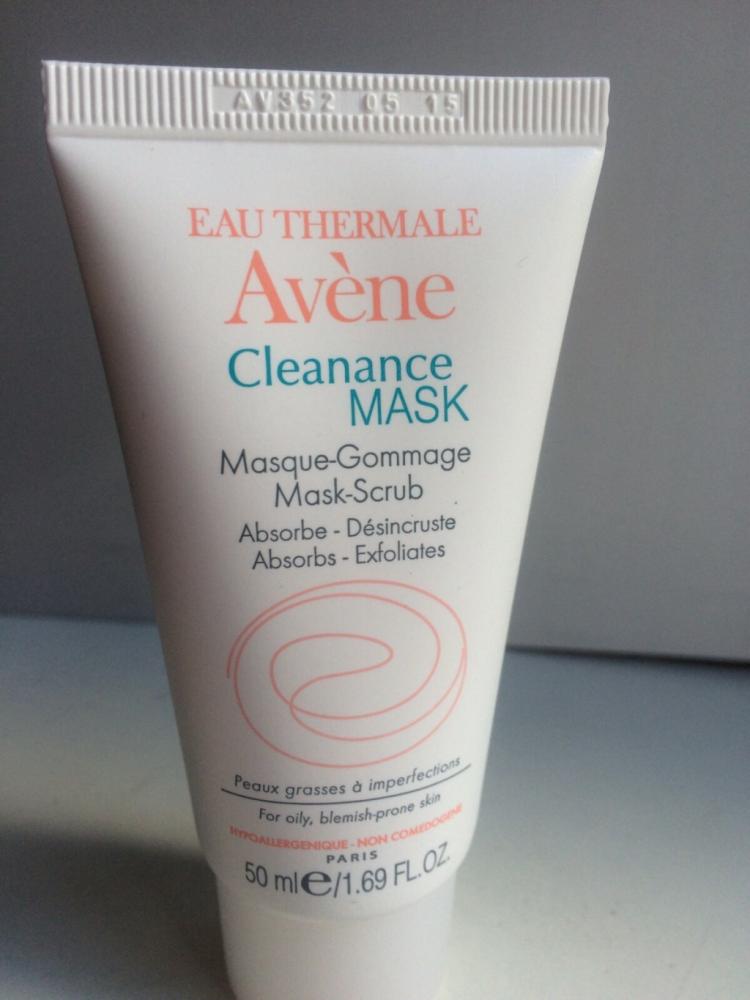 AV352 05 15
EAU THERMALE
Avène
Cleanance
MASK
Masque-Gommage
Mask-Scrub
Absorbe - Désincruste
Absorbs - Exfoliates
Peaux grasses à imperfections
For oily, blemish-prone skin
HYPOALLERGENIQUE - NON COMEDOGENE
PARIS
50 ml e/1.69 FL.OZ.